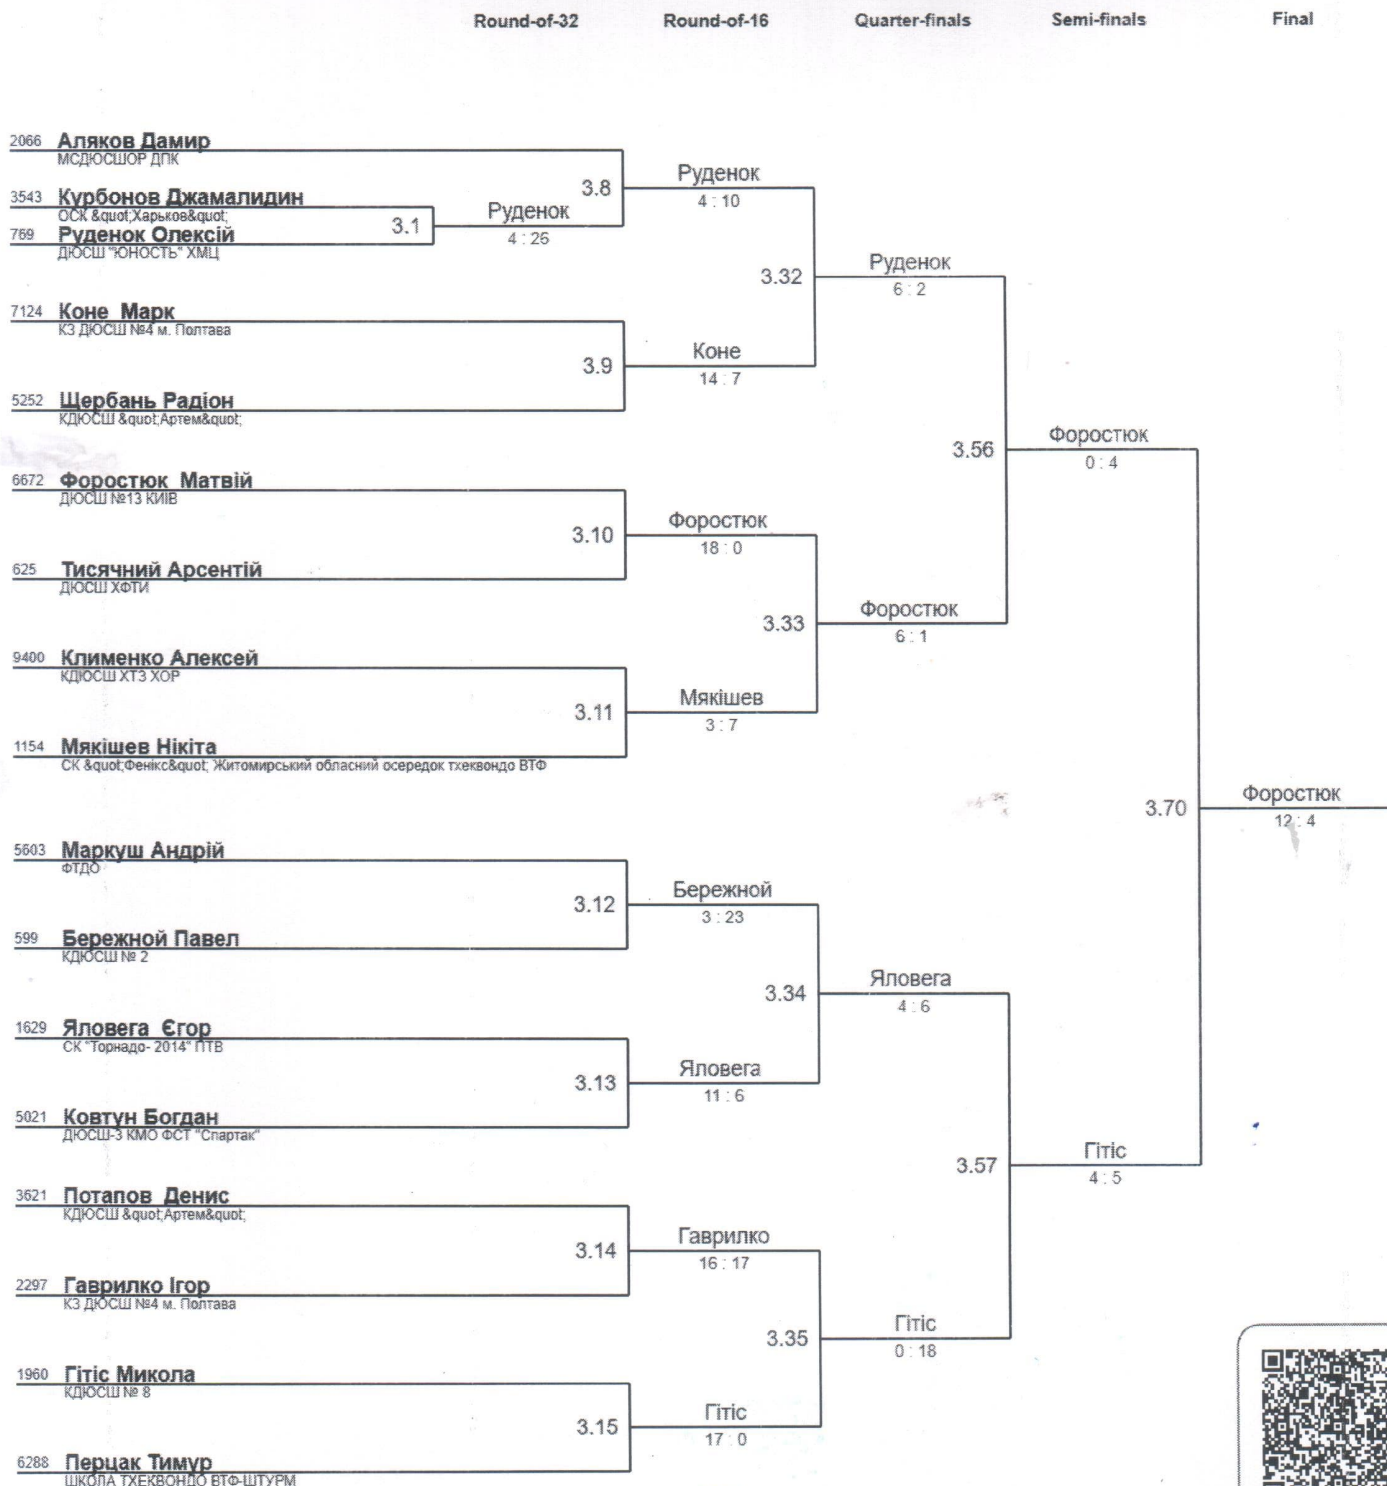 Round-of-32 Round-of-16 Quarter-finals Semi-finals Final
2066 Аляков Дамир
МСДЮСШОР ДПК
3.8
Руденок
4 : 10
3543 Курбонов Джамалидин
ОСК &quot;Харьков&quot;
3.1
Руденок
4 : 26
769 Руденок Олексій
ДЮСШ "ЮНОСТЬ" ХМЦ
3.32
Руденок
6 : 2
7124 Коне Марк
КЗ ДЮСШ №4 м. Полтава
3.9
Коне
14 : 7
5252 Щербань Радіон
КДЮСШ &quot;Артем&quot;
3.56
Форостюк
0 : 4
6672 Форостюк Матвій
ДЮСШ №13 КИІВ
3.10
Форостюк
18 : 0
625 Тисячний Арсентій
ДЮСШ ХФТИ
3.33
Форостюк
6 : 1
9400 Клименко Алексей
КДЮСШ ХТЗ ХОР
3.11
Мякішев
3 : 7
1154 Мякішев Нікіта
СК &quot;Фенікс&quot; Житомирський обласний осередок тхеквондо ВТФ
3.70
Форостюк
12 : 4
5603 Маркуш Андрій
ФТДО
3.12
Бережной
3 : 23
599 Бережной Павел
КДЮСШ № 2
3.34
Яловега
4 : 6
1629 Яловега Єгор
СК "Торнадо- 2014" ПТВ
3.13
Яловега
11 : 6
5021 Ковтун Богдан
ДЮСШ-3 КМО ФСТ "Спартак"
3.57
Гітіс
4 : 5
3621 Потапов Денис
КДЮСШ &quot;Артем&quot;
3.14
Гаврилко
16 : 17
2297 Гаврилко Ігор
КЗ ДЮСШ №4 м. Полтава
3.35
Гітіс
0 : 18
1960 Гітіс Микола
КДЮСШ № 8
3.15
Гітіс
17 : 0
6288 Перцак Тимур
ШКОЛА ТХЕКВОНДО ВТФ-ШТУРМ